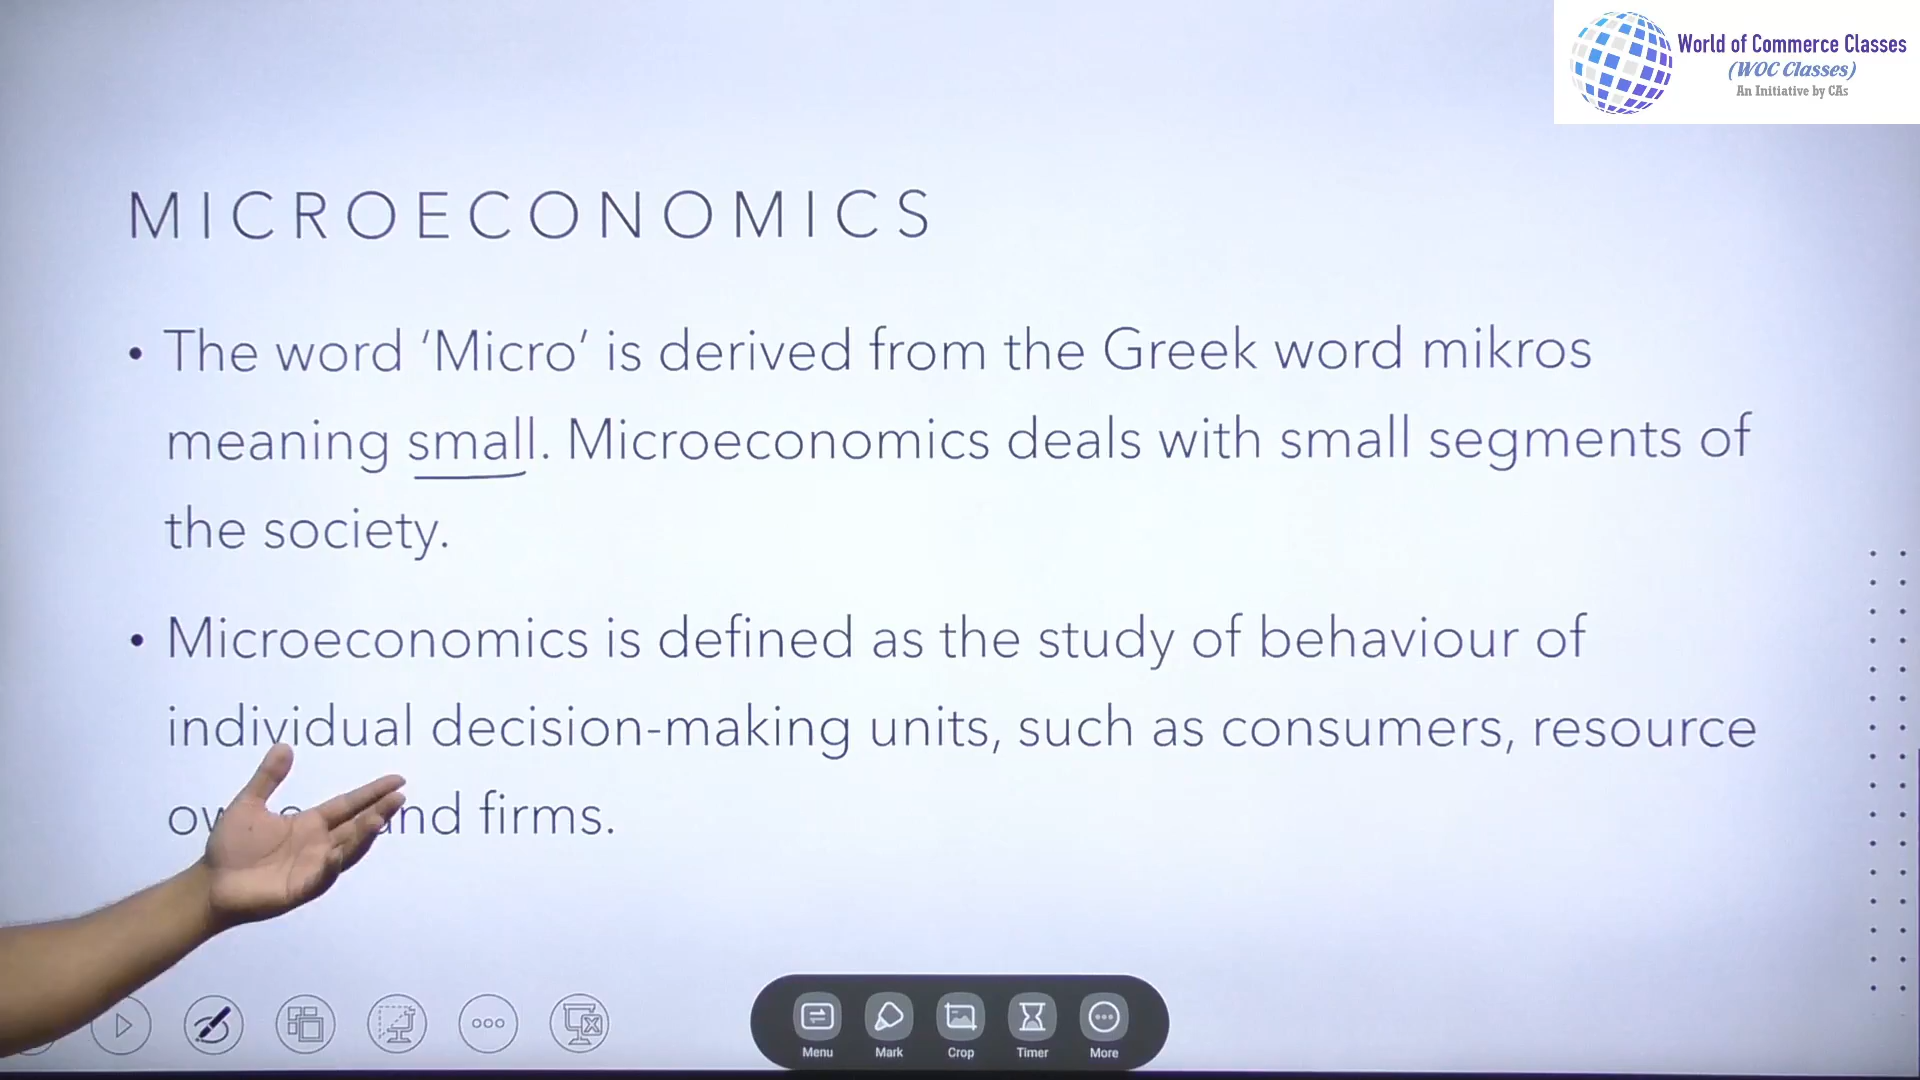 World of Commerce Classes
(WOC Classes)
An Initiative by CAs
MICROECONOMICS
• The word ‘Micro’ is derived from the Greek word mikros
meaning small. Microeconomics deals with small segments of
the society.
• Microeconomics is defined as the study of behaviour of
individual decision-making units, such as consumers, resource
and firms.
Menu Mark Crop Timer More